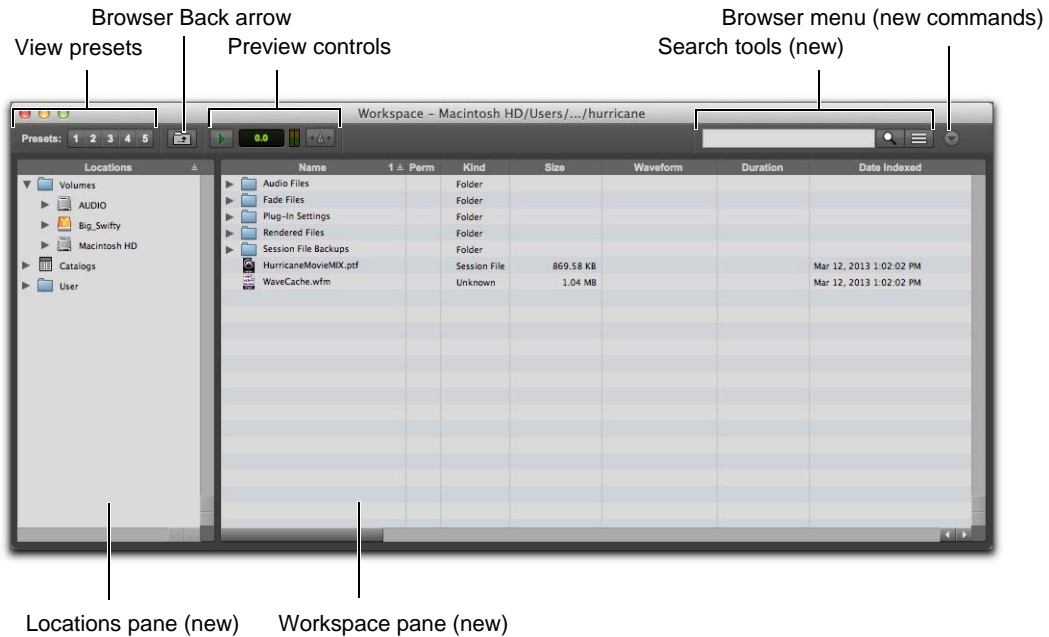 Browser Back arrow
Browser menu (new commands)
View presets
Preview controls
Search tools (new)
Workspace – Macintosh HD/Users/.../hurricane
Presets: 1 2 3 4 5
0.0
Locations
Name 1 Perm Kind Size Waveform Duration Date Indexed
Volumes
AUDIO
Big_Swifty
Macintosh HD
Catalogs
User
Audio Files Folder
Fade Files Folder
Plug-In Settings Folder
Rendered Files Folder
Session File Backups Folder
HurricaneMovieMIX.ptf Session File 869.58 KB Mar 12, 2013 1:02:02 PM
WaveCache.wfm Unknown 1.04 MB Mar 12, 2013 1:02:02 PM
Locations pane (new)
Workspace pane (new)